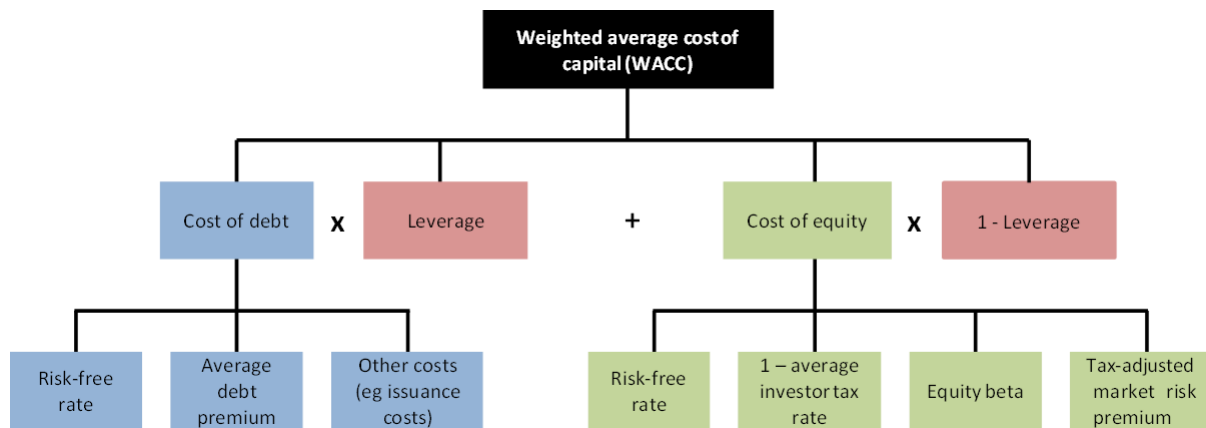 Weighted average cost of
capital (WACC)
Cost of debt
x
Leverage
+
Cost of equity
x
1 - Leverage
Risk-free
rate
Average
debt
premium
Other costs
(eg issuance
costs)
Risk-free
rate
1 – average
investor tax
rate
Equity beta
Tax-adjusted
market risk
premium